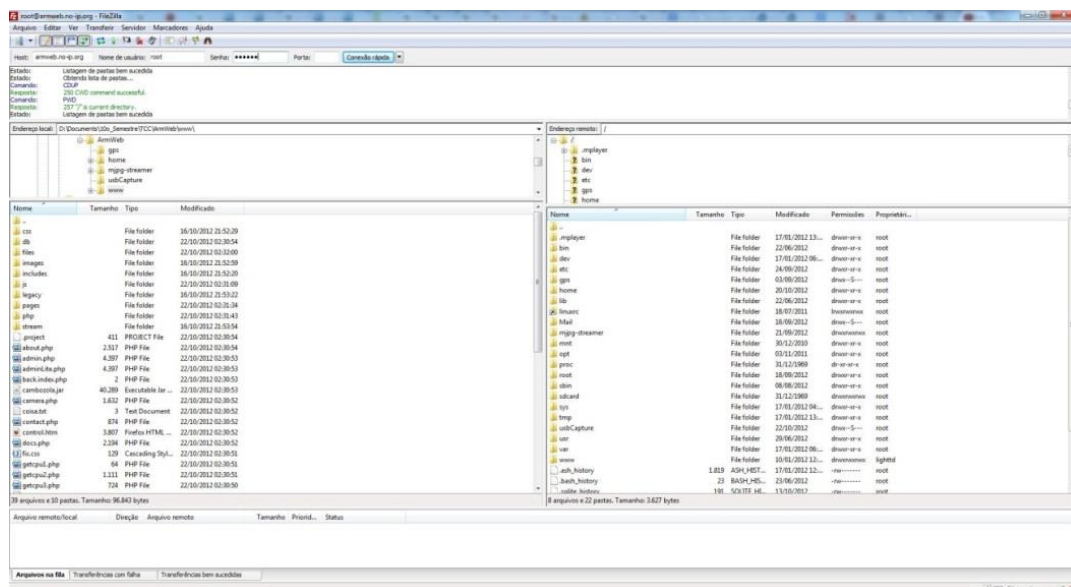 root@armweb.no-ip.org - FileZilla
Arquivo Editar Ver Transferir Servidor Marcadores Ajuda
Host: armweb.no-ip.org Nome de usuário: root Senha: ●●●●●● Porta: Conexão rápida
Estado: Listagem de pastas bem sucedida
Estado: Obtendo lista de pastas...
Comando: CDUP
Resposta: 250 CWD command successful.
Comando: PWD
Resposta: 257 "/" is current directory.
Estado: Listagem de pastas bem sucedida
Endereço local: D:\Documents\10o_Semestre\TCC\ArmWeb\www\
ArmWeb
gps
home
mjpg-streamer
usbCapture
www
Nome Tamanho Tipo Modificado
..
css File folder 16/10/2012 21:52:29
db File folder 22/10/2012 02:30:54
files File folder 22/10/2012 02:32:00
images File folder 16/10/2012 21:52:59
includes File folder 16/10/2012 21:52:20
js File folder 22/10/2012 02:31:09
legacy File folder 16/10/2012 21:53:22
pages File folder 22/10/2012 02:31:34
php File folder 22/10/2012 02:31:43
stream File folder 16/10/2012 21:53:54
.project 411 PROJECT File 22/10/2012 02:30:54
about.php 2.517 PHP File 22/10/2012 02:30:54
admin.php 4.397 PHP File 22/10/2012 02:30:53
adminLite.php 4.397 PHP File 22/10/2012 02:30:53
back.index.php 2 PHP File 22/10/2012 02:30:53
cambozola.jar 40.289 Executable Jar ... 22/10/2012 02:30:53
camera.php 1.632 PHP File 22/10/2012 02:30:52
coisa.txt 3 Text Document 22/10/2012 02:30:52
contact.php 874 PHP File 22/10/2012 02:30:52
control.htm 3.807 Firefox HTML ... 22/10/2012 02:30:52
docs.php 2.194 PHP File 22/10/2012 02:30:52
fix.css 129 Cascading Styl... 22/10/2012 02:30:51
getcpu1.php 64 PHP File 22/10/2012 02:30:51
getcpu2.php 1.111 PHP File 22/10/2012 02:30:51
getcpu3.php 724 PHP File 22/10/2012 02:30:50
39 arquivos e 10 pastas. Tamanho: 96.843 bytes
Endereço remoto: /
/
.mplayer
bin
dev
etc
gps
home
Nome Tamanho Tipo Modificado Permissões Proprietári...
..
.mplayer File folder 17/01/2012 13:... drwxr-xr-x root
bin File folder 22/06/2012 drwxr-xr-x root
dev File folder 17/01/2012 06:... drwxr-xr-x root
etc File folder 24/09/2012 drwxr-xr-x root
gps File folder 03/09/2012 drwx--S--- root
home File folder 20/10/2012 drwxr-xr-x root
lib File folder 22/06/2012 drwxr-xr-x root
linuxrc File folder 18/07/2011 lrwxrwxrwx root
Mail File folder 18/09/2012 drwx--S--- root
mjpg-streamer File folder 21/09/2012 drwxrwxrwx root
mnt File folder 30/12/2010 drwxr-xr-x root
opt File folder 03/11/2011 drwxr-xr-x root
proc File folder 31/12/1969 dr-xr-xr-x root
root File folder 18/09/2012 drwxr-xr-x root
sbin File folder 08/08/2012 drwxr-xr-x root
sdcard File folder 31/12/1969 drwxrwxrwx root
sys File folder 17/01/2012 04:... drwxr-xr-x root
tmp File folder 17/01/2012 13:... drwxr-xr-x root
usbCapture File folder 22/10/2012 drwx--S--- root
usr File folder 29/06/2012 drwxr-xr-x root
var File folder 17/01/2012 06:... drwxr-xr-x root
www File folder 10/01/2012 12:... drwxrwxrwx lighttd
.ash_history 1.819 ASH_HIST... 17/01/2012 12:... -rw------- root
.bash_history 23 BASH_HIS... 23/06/2012 -rw------- root
.sqlite_history 191 SQLITE_HI... 13/10/2012 root
8 arquivos e 22 pastas. Tamanho: 3.627 bytes
Arquivo remoto/local Direção Arquivo remoto Tamanho Priorid... Status
Arquivos na fila Transferências com falha Transferências bem sucedidas